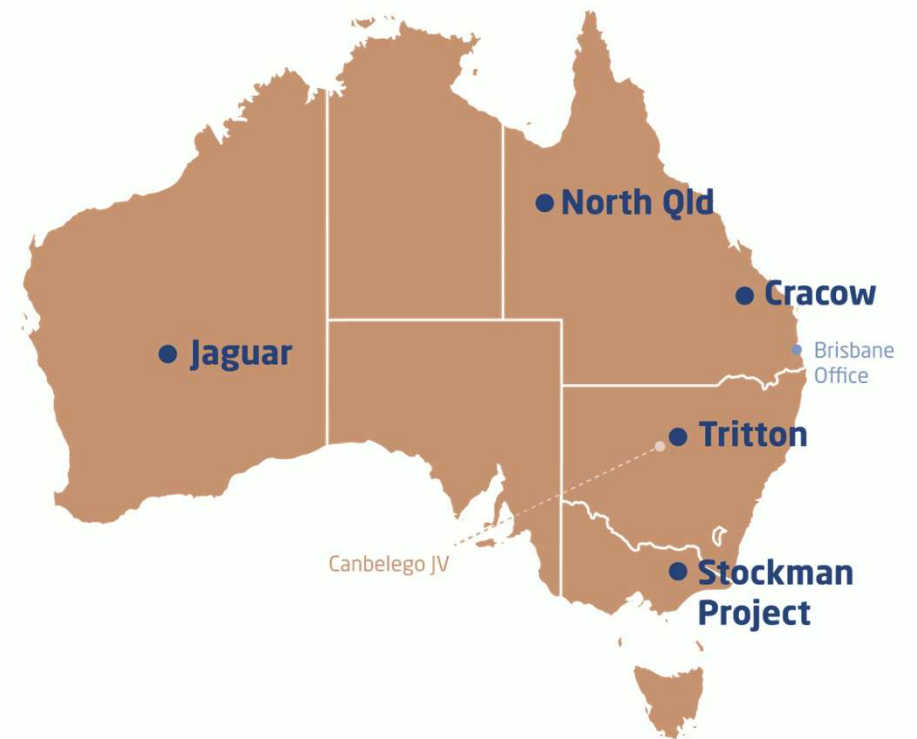 North Qld
Cracow
Jaguar
Brisbane
Office
Tritton
Canbelego JV
Stockman
Project